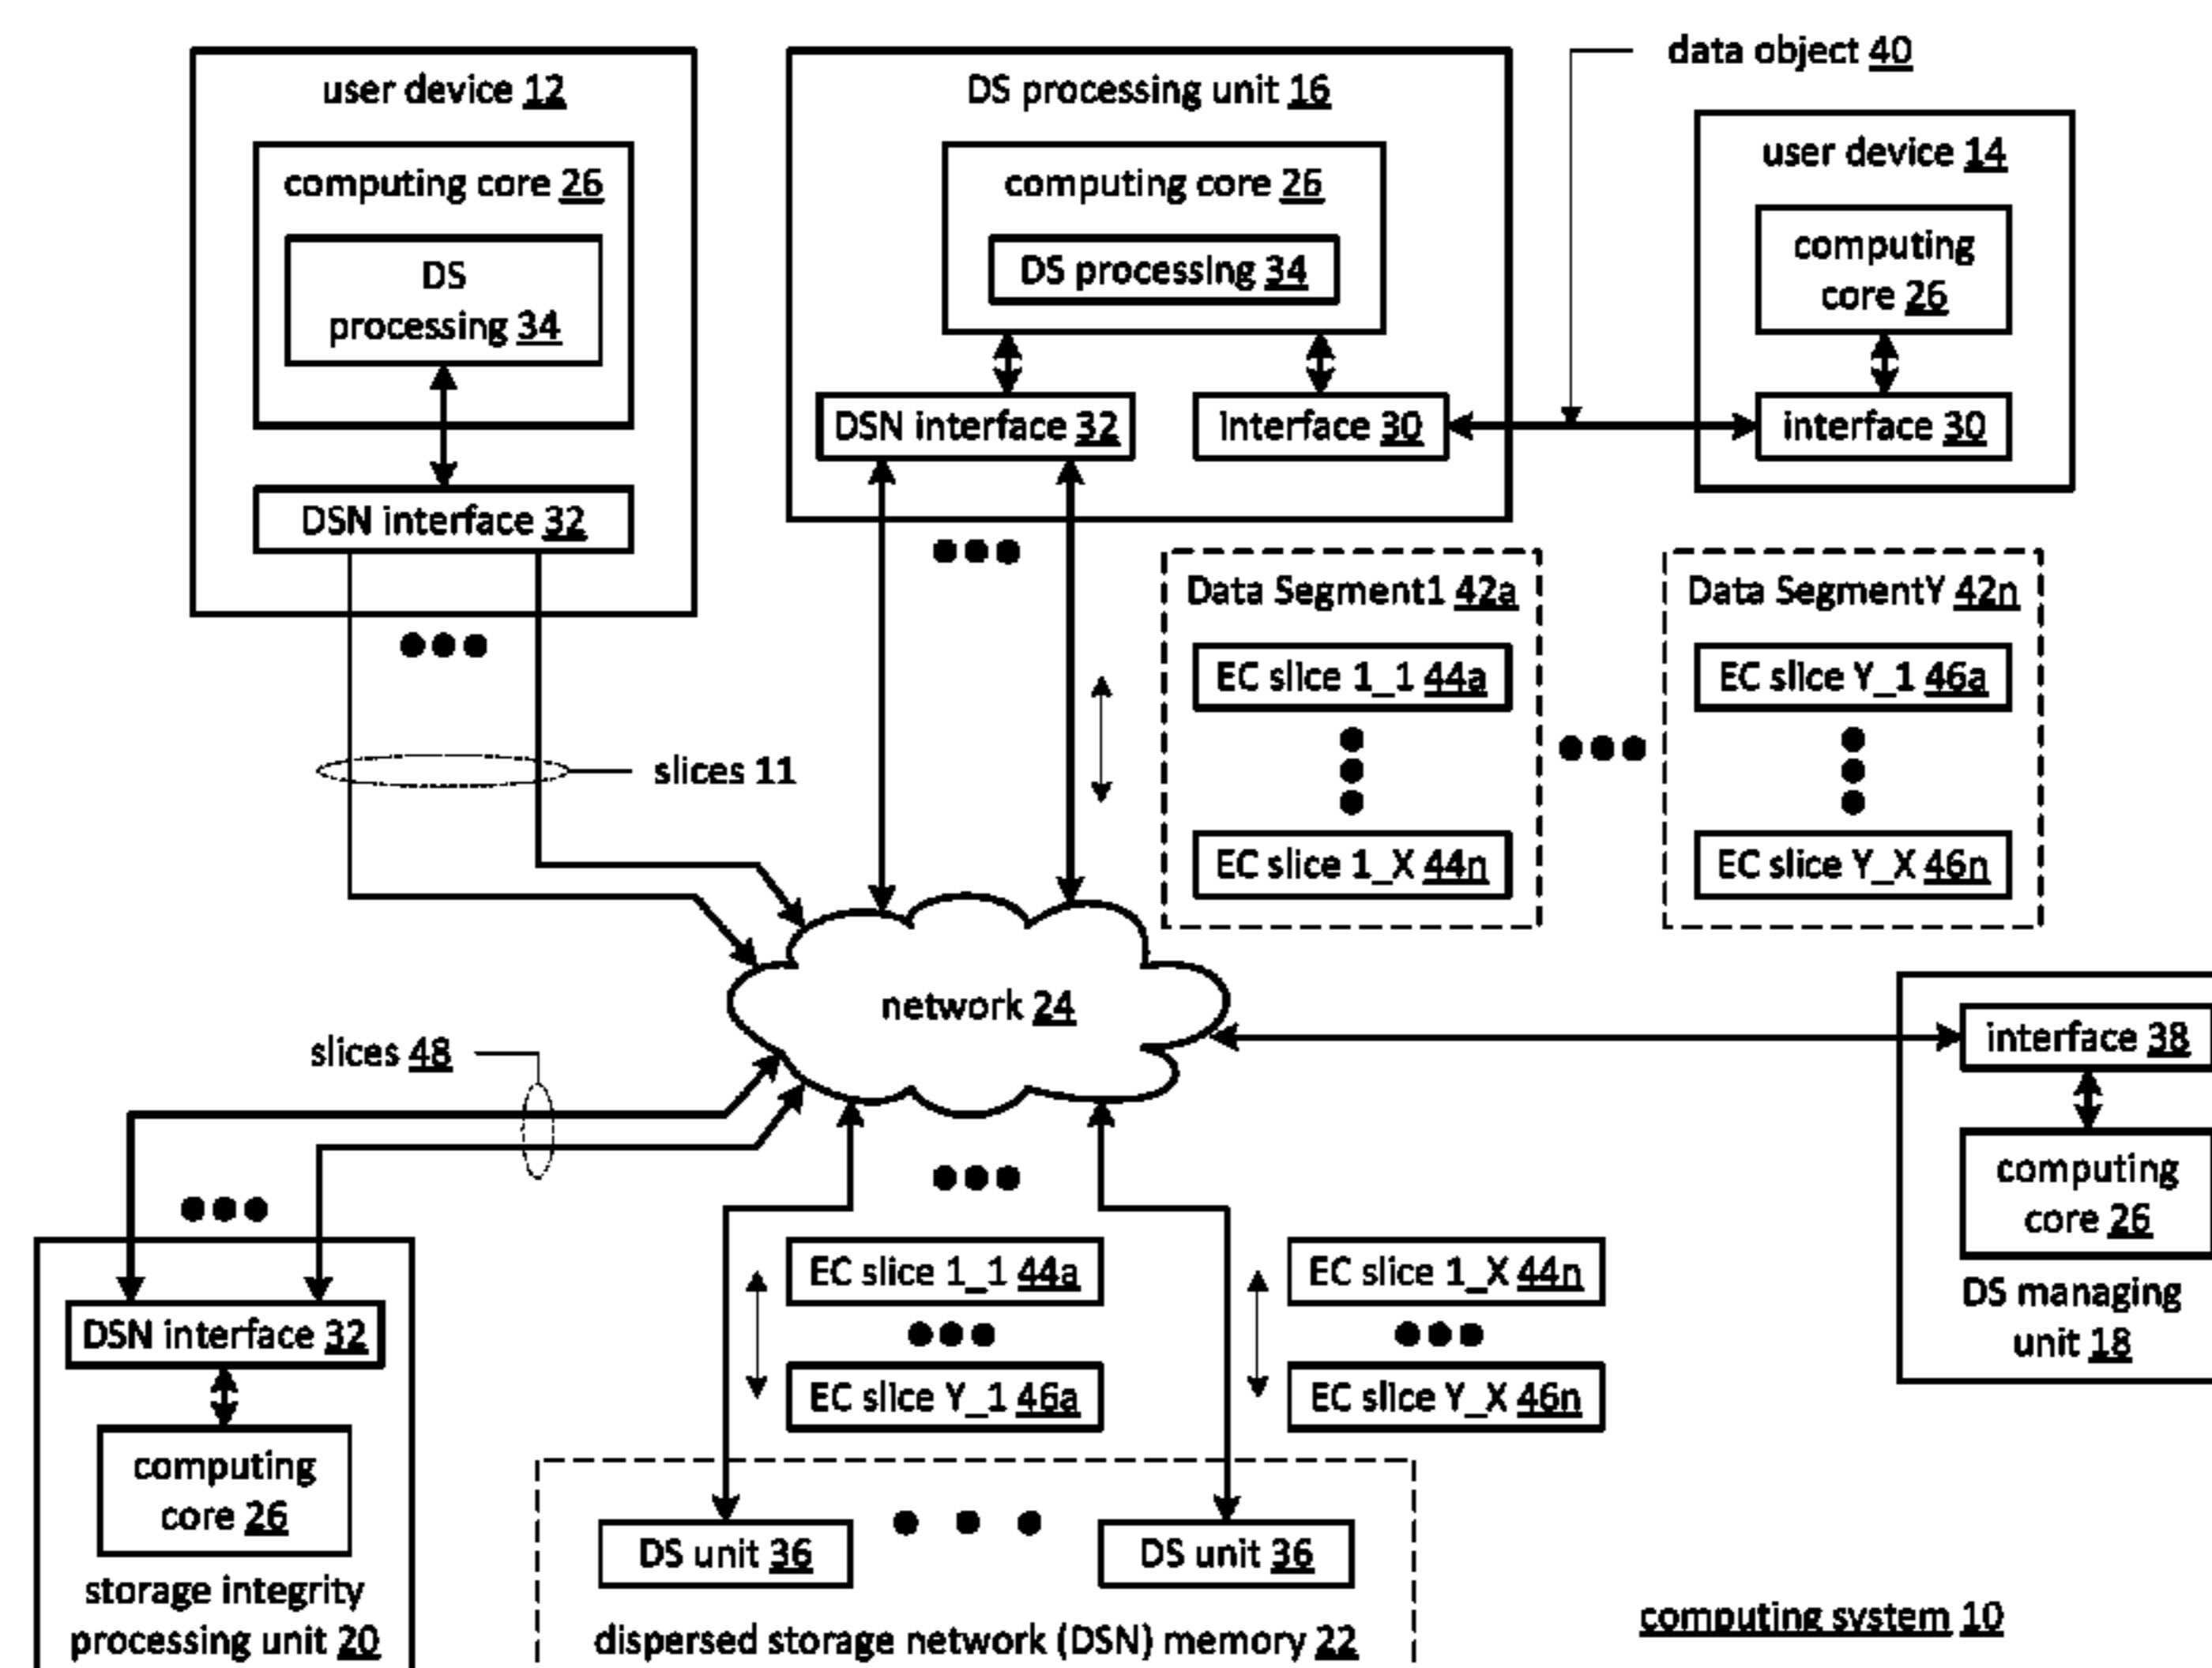 data object 40
user device 12
computing core 26
DS
processing 34
DSN interface 32
slices 11
DS processing unit 16
computing core 26
DS processing 34
DSN interface 32
interface 30
user device 14
computing
core 26
interface 30
Data Segment1 42a
EC slice 1_1 44a
EC slice 1_X 44n
Data SegmentY 42n
EC slice Y_1 46a
EC slice Y_X 46n
network 24
slices 48
interface 38
computing
core 26
DS managing
unit 18
DSN interface 32
computing
core 26
storage integrity
processing unit 20
EC slice 1_1 44a
EC slice Y_1 46a
EC slice 1_X 44n
EC slice Y_X 46n
DS unit 36
DS unit 36
dispersed storage network (DSN) memory 22
computing system 10